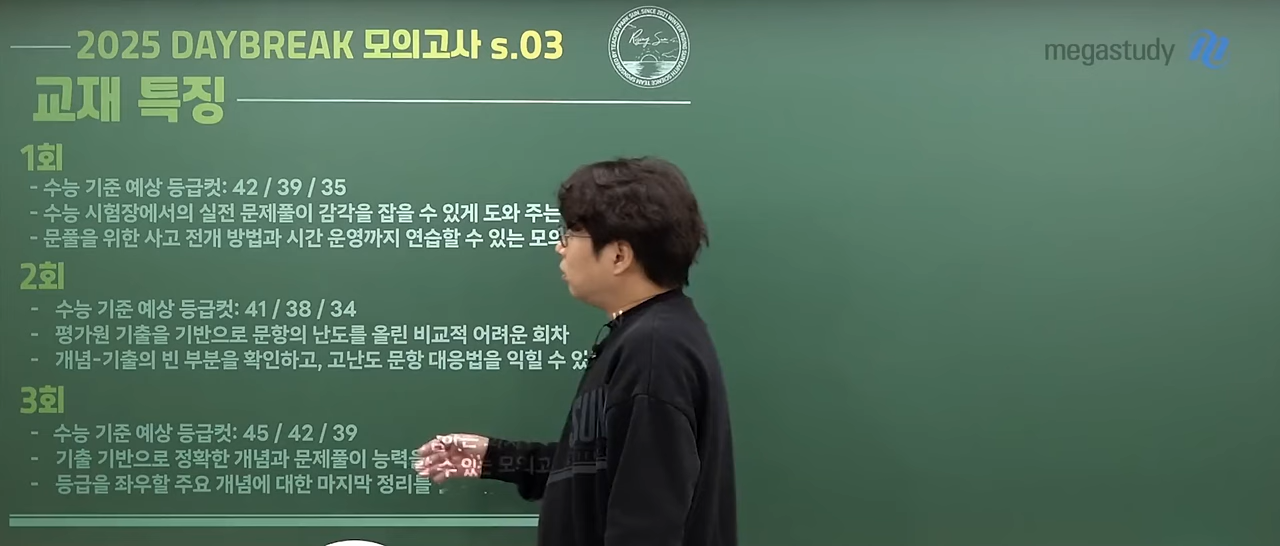 2025 DAYBREAK 모의고사 s.03
megastudy
교재 특징
1회
- 수능 기준 예상 등급컷: 42 / 39 / 35
- 수능 시험장에서의 실전 문제풀이 감각을 잡을 수 있게 도와 주는
- 문풀을 위한 사고 전개 방법과 시간 운영까지 연습할 수 있는 모의
2회
- 수능 기준 예상 등급컷: 41 / 38 / 34
- 평가원 기출을 기반으로 문항의 난도를 올린 비교적 어려운 회차
- 개념-기출의 빈 부분을 확인하고, 고난도 문항 대응법을 익힐 수 있
3회
- 수능 기준 예상 등급컷: 45 / 42 / 39
- 기출 기반으로 정확한 개념과 문제풀이 능력을
할 수 있는 모의고
- 등급을 좌우할 주요 개념에 대한 마지막 정리를
SUN